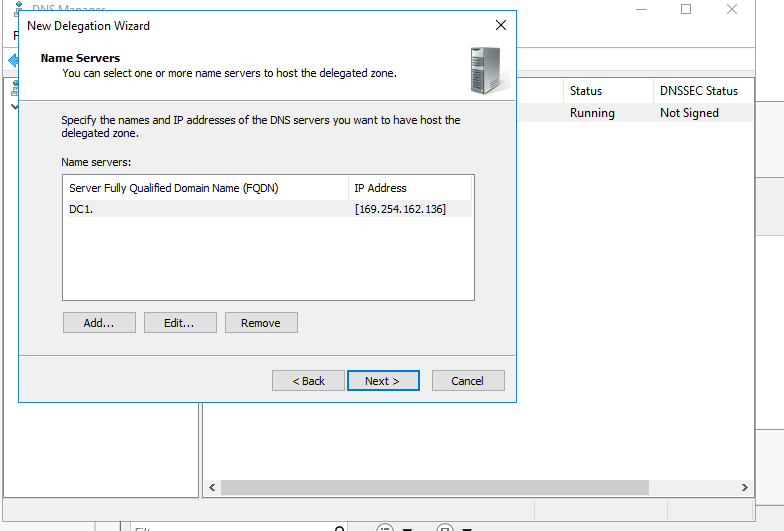 DNS Manager
New Delegation Wizard
Name Servers
You can select one or more name servers to host the delegated zone.
Status
DNSSEC Status
Running
Not Signed
Specify the names and IP addresses of the DNS servers you want to have host the
delegated zone.
Name servers:
Server Fully Qualified Domain Name (FQDN)
IP Address
DC1.
[169.254.162.136]
Add...
Edit...
Remove
< Back
Next >
Cancel